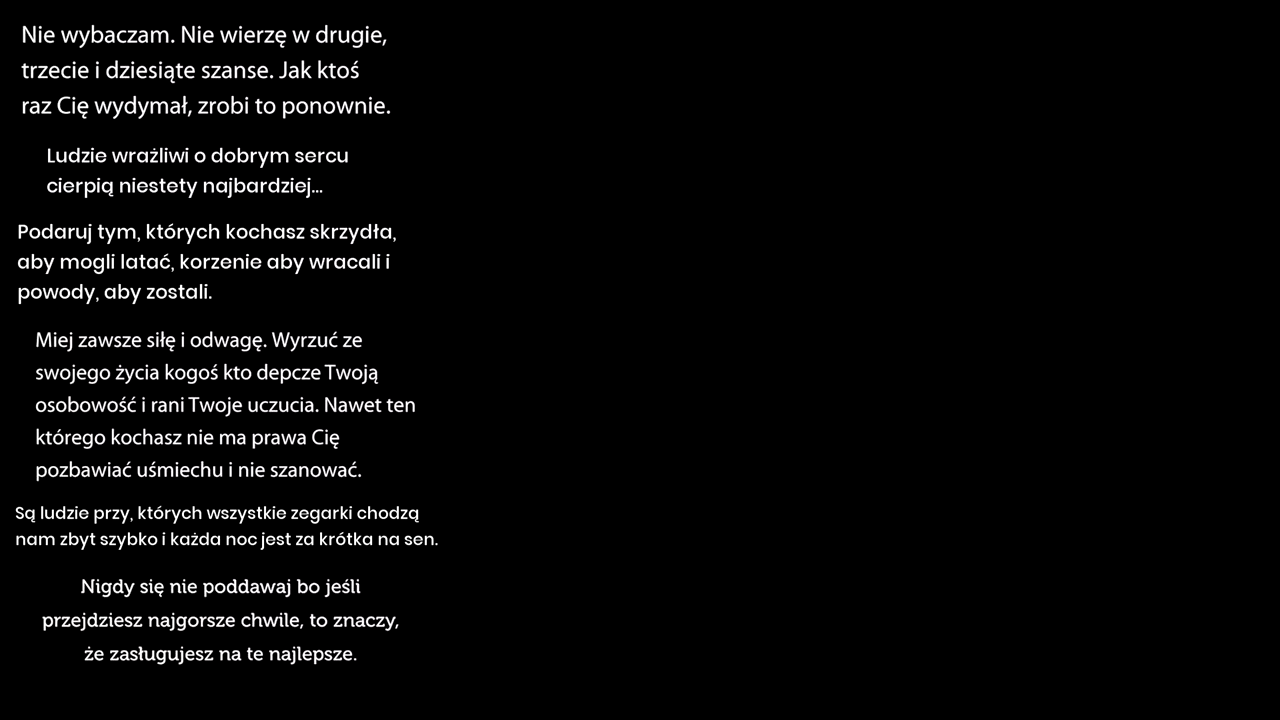 Nie wybaczam. Nie wierzę w drugie,
trzecie i dziesiąte szanse. Jak ktoś
raz Cię wydymał, zrobi to ponownie.
Ludzie wrażliwi o dobrym sercu
cierpią niestety najbardziej...
Podaruj tym, których kochasz skrzydła,
aby mogli latać, korzenie aby wracali i
powody, aby zostali.
Miej zawsze siłę i odwagę. Wyrzuć ze
swojego życia kogoś kto depcze Twoją
osobowość i rani Twoje uczucia. Nawet ten
którego kochasz nie ma prawa Cię
pozbawiać uśmiechu i nie szanować.
Są ludzie przy, których wszystkie zegarki chodzą
nam zbyt szybko i każda noc jest za krótka na sen.
Nigdy się nie poddawaj bo jeśli
przejdziesz najgorsze chwile, to znaczy,
że zasługujesz na te najlepsze.